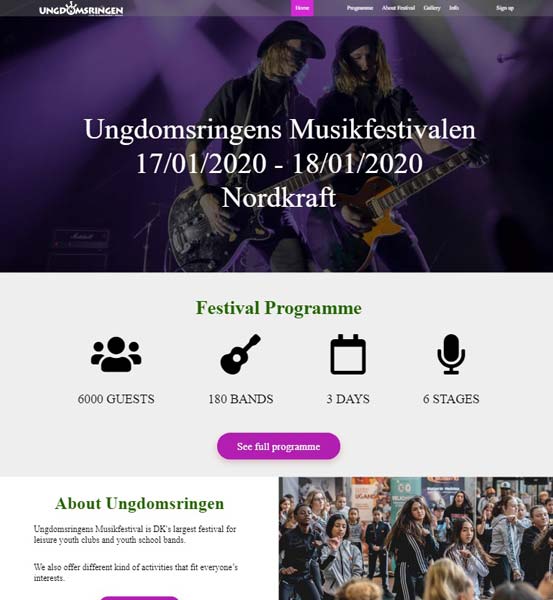 UNGDOMSRINGEN
Home Programme About Festival Gallery Info Sign up
Ungdomsringens Musikfestivalen
17/01/2020 - 18/01/2020
Nordkraft
Festival Programme
6000 GUESTS 180 BANDS 3 DAYS 6 STAGES
See full programme
About Ungdomsringen
Ungdomsringens Musikfestival is DK's largest festival for
leisure youth clubs and youth school bands.
We also offer different kind of activities that fit everyone's
interests.
UGANDA